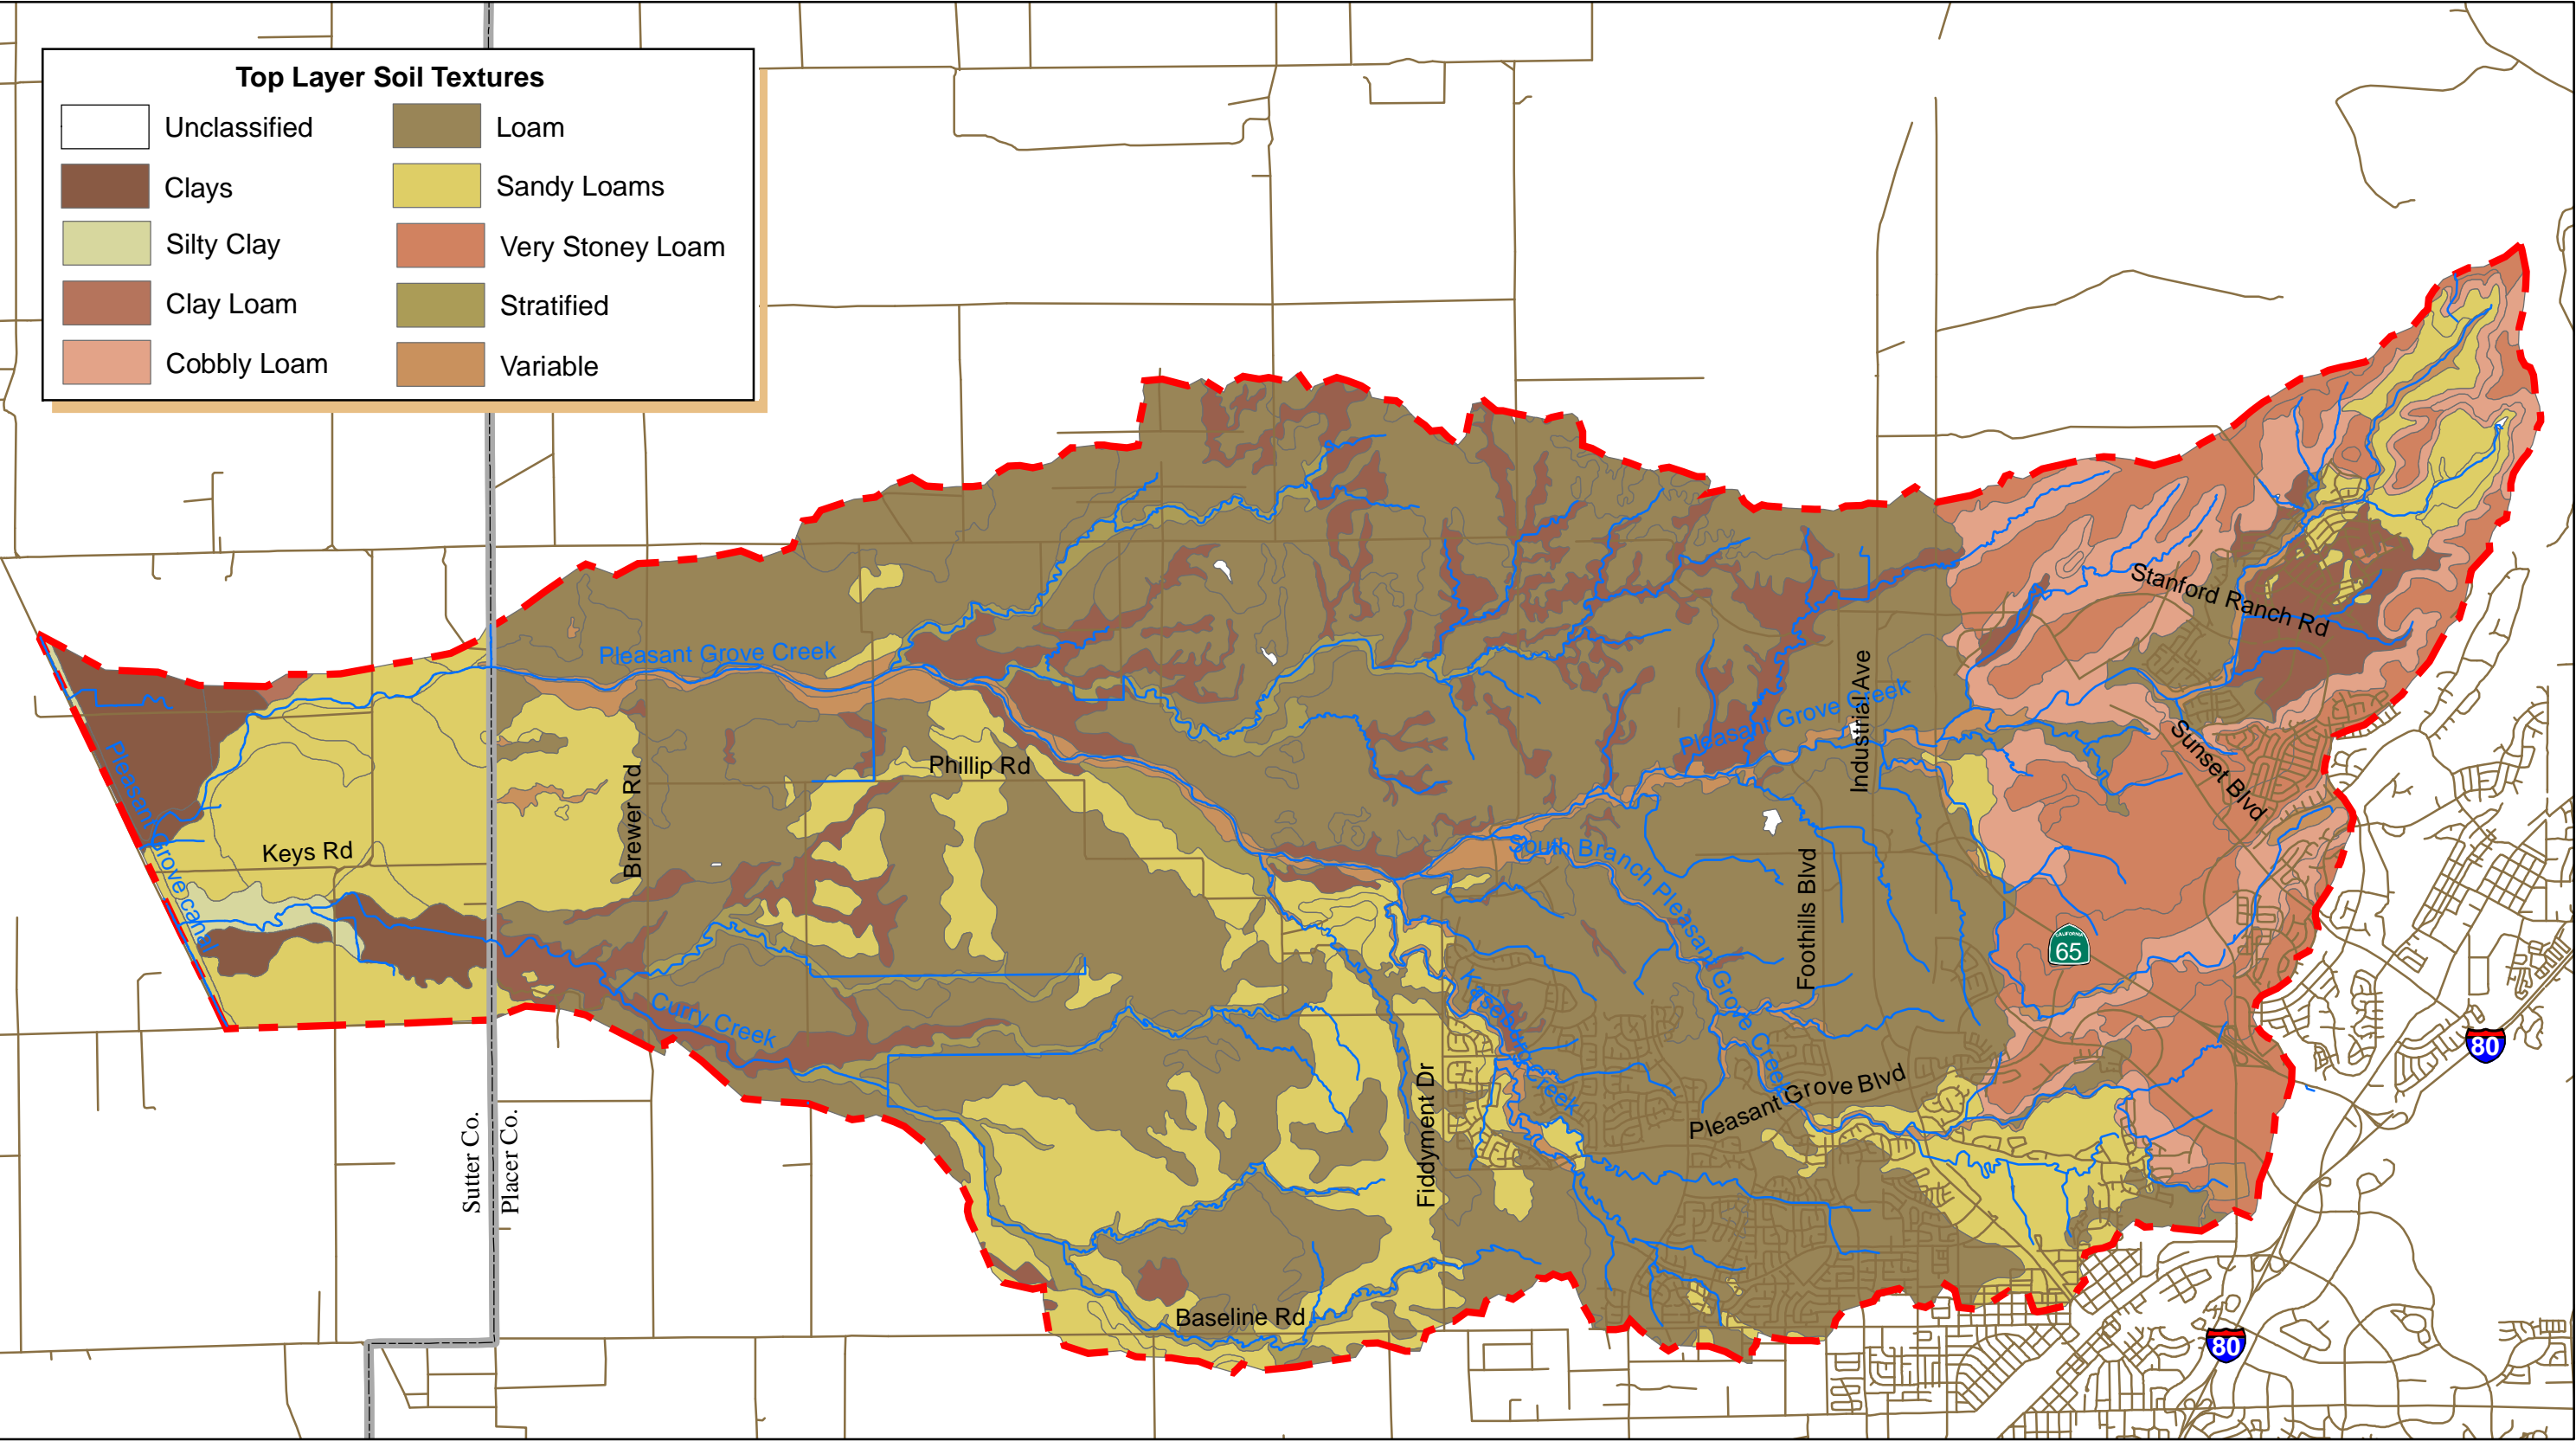 Top Layer Soil Textures
Unclassified
Clays
Silty Clay
Clay Loam
Cobbly Loam
Loam
Sandy Loams
Very Stoney Loam
Stratified
Variable
Stanford Ranch Rd
Pleasant Grove Creek
Industrial Ave
Pleasant Grove Creek
Sunset Blvd
Phillip Rd
Brewer Rd
Pleasant Grove canal
Keys Rd
South Branch Pleasant Grove Creek
Foothills Blvd
CALIFORNIA
65
Kaseberg Creek
Curry Creek
80
Fiddyment Dr
Pleasant Grove Blvd
Sutter Co.
Placer Co.
Baseline Rd
80